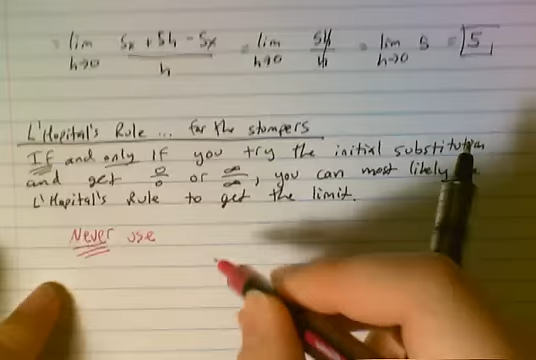 = lim h→0 5x + 5h - 5x / h = lim h→0 5h / h = lim h→0 5 = 5
L'Hopital's Rule ... for the stompers
If and only if you try the initial substitution
and get 0/0 or ∞/∞, you can most likely
L'Hopital's Rule to get the limit.
Never use